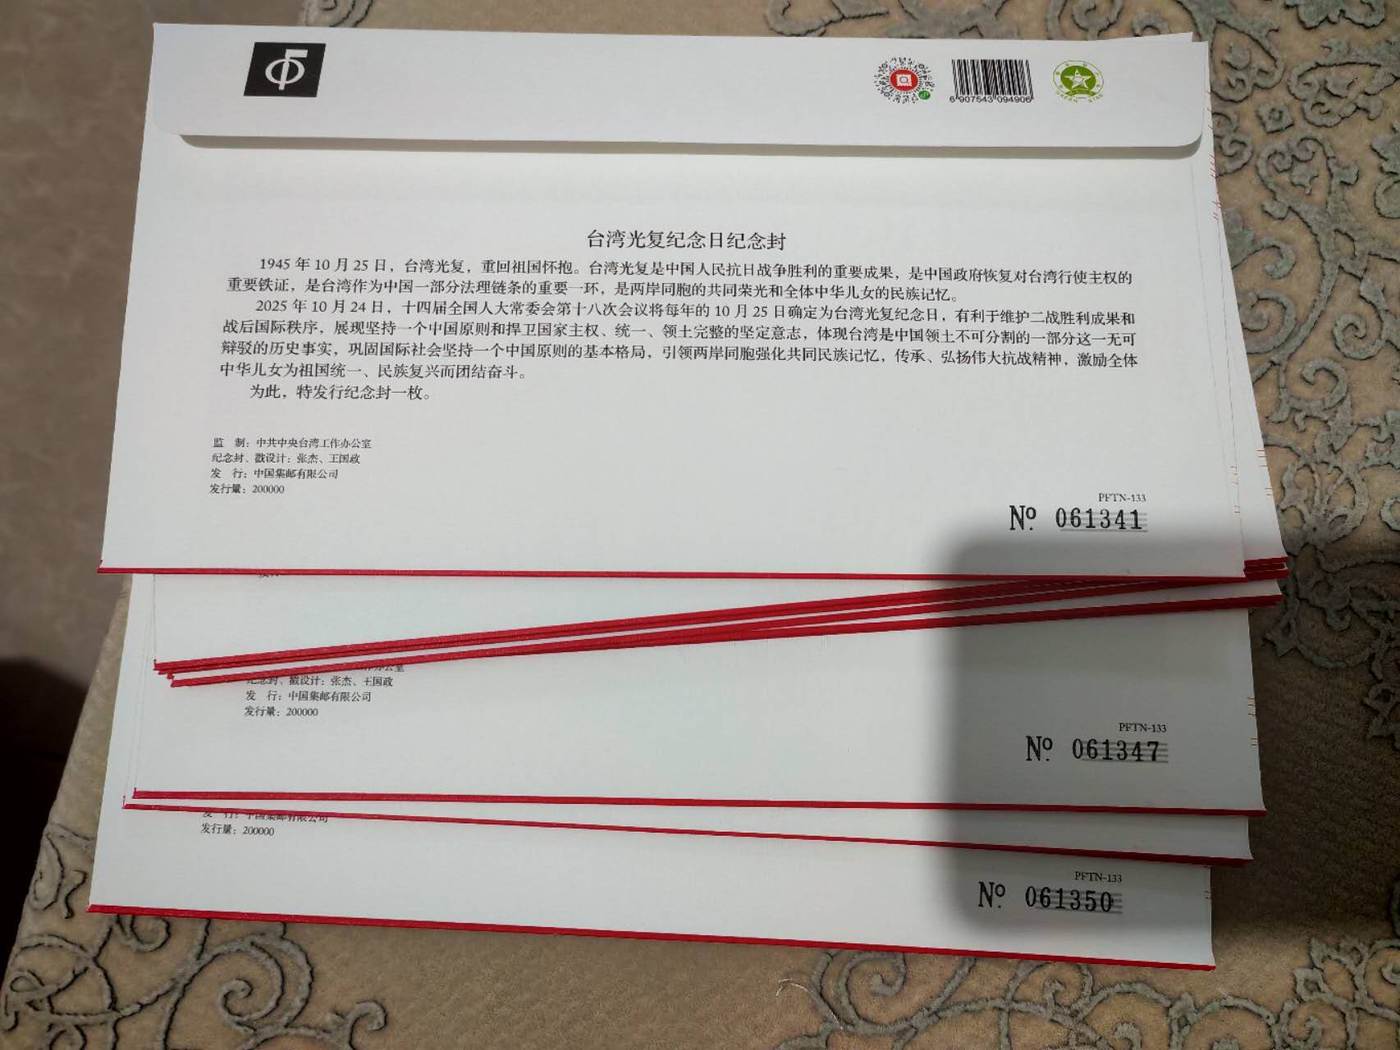 6 907543 094906
台湾光复纪念日纪念封
1945 年 10 月 25 日，台湾光复，重回祖国怀抱。台湾光复是中国人民抗日战争胜利的重要成果，是中国政府恢复对台湾行使主权的
重要铁证，是台湾作为中国一部分法理链条的重要一环，是两岸同胞的共同荣光和全体中华儿女的民族记忆。
2025 年 10 月 24 日，十四届全国人大常委会第十八次会议将每年的 10 月 25 日确定为台湾光复纪念日，有利于维护二战胜利成果和
战后国际秩序，展现坚持一个中国原则和捍卫国家主权、统一、领土完整的坚定意志，体现台湾是中国领土不可分割的一部分这一无可
辩驳的历史事实，巩固国际社会坚持一个中国原则的基本格局，引领两岸同胞强化共同民族记忆，传承、弘扬伟大抗战精神，激励全体
中华儿女为祖国统一、民族复兴而团结奋斗。
为此，特发行纪念封一枚。
监　制：中共中央台湾工作办公室
纪念封、戳设计：张杰、王国政
发　行：中国集邮有限公司
发行量：200000
PFTN-133
Nº 061341
纪念封、戳设计：张杰、王国政
发　行：中国集邮有限公司
发行量：200000
PFTN-133
Nº 061347
发　行：中国集邮有限公司
发行量：200000
PFTN-133
Nº 061350